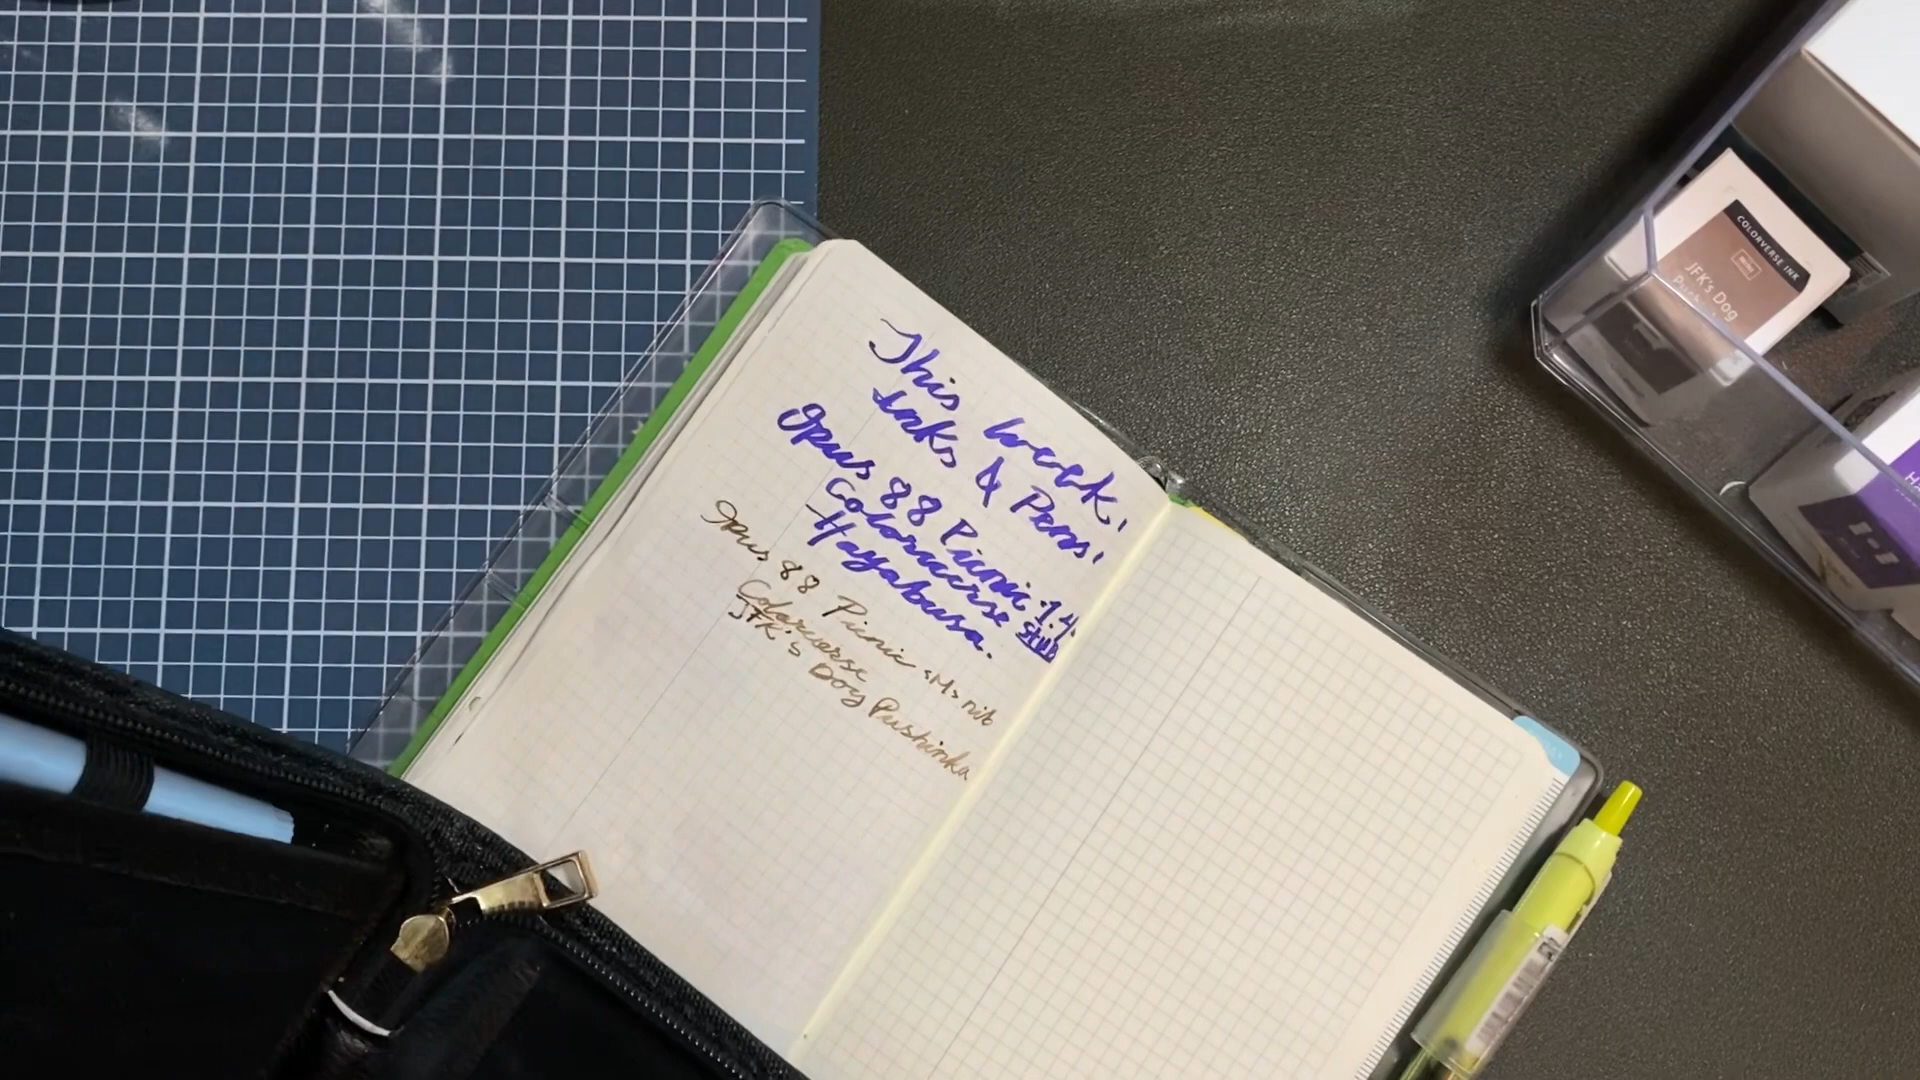 This week.
Inks & Pens!
Opus 88 Picnic 1.4.
Stub
Colorverse
Hayabusa.
Opus 88 Picnic <M> nib
Colorverse
JFK's Dog Pushinka
COLORVERSE INK
JFK's Dog